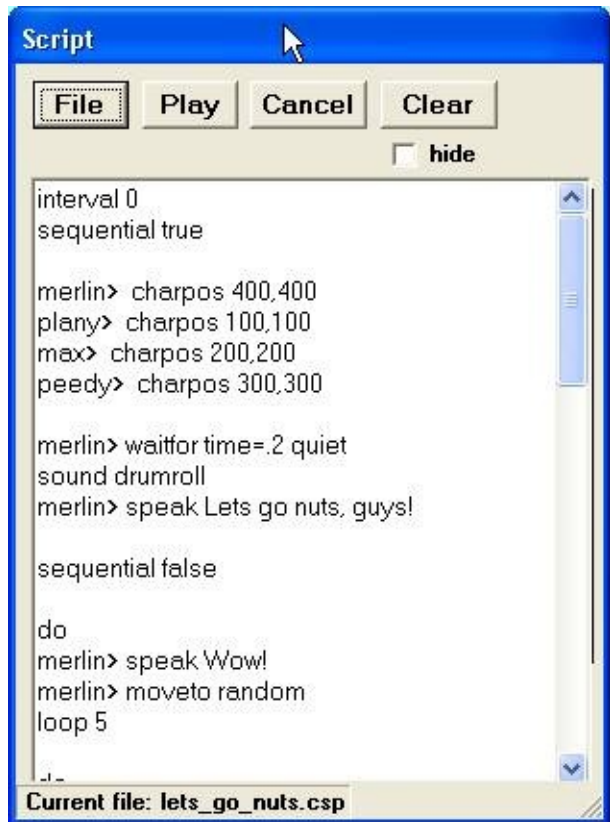 Script
File Play Cancel Clear
hide
interval 0
sequential true
merlin> charpos 400,400
plany> charpos 100,100
max> charpos 200,200
peedy> charpos 300,300
merlin> waitfor time=.2 quiet
sound drumroll
merlin> speak Lets go nuts, guys!
sequential false
do
merlin> speak Wow!
merlin> moveto random
loop 5
Current file: lets_go_nuts.csp